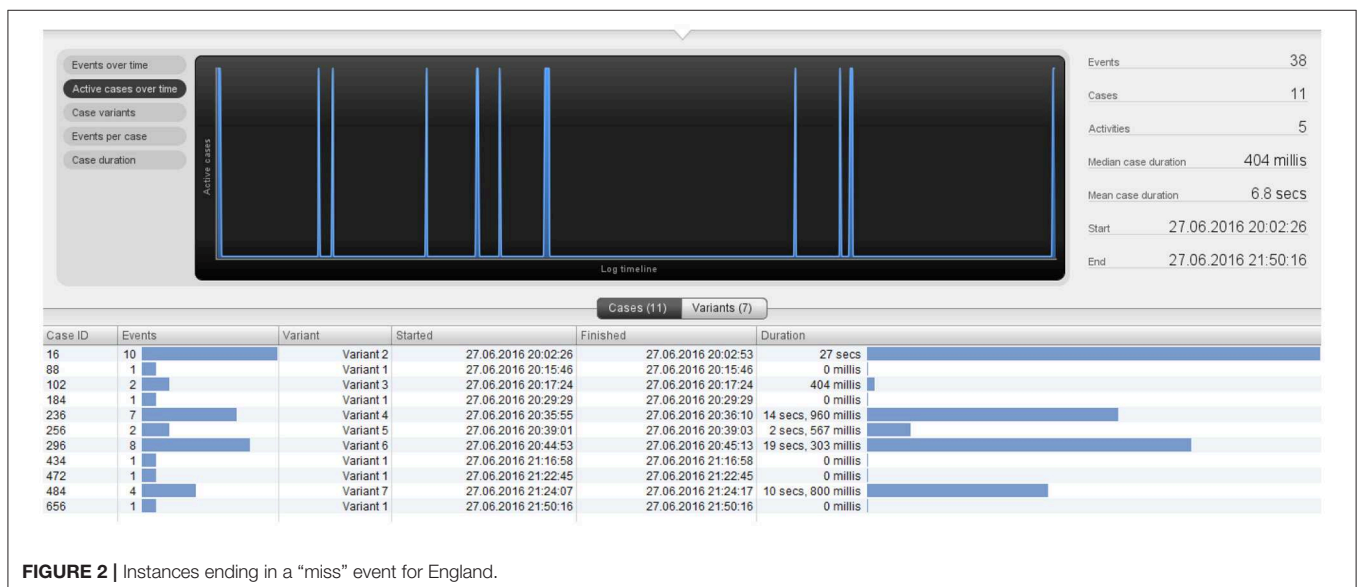 Events over time
Active cases over time
Case variants
Events per case
Case duration
Active cases
Log timeline
Events 38
Cases 11
Activities 5
Median case duration 404 millis
Mean case duration 6.8 secs
Start 27.06.2016 20:02:26
End 27.06.2016 21:50:16
Cases (11) Variants (7)
Case ID Events Variant Started Finished Duration
16 10 Variant 2 27.06.2016 20:02:26 27.06.2016 20:02:53 27 secs
88 1 Variant 1 27.06.2016 20:15:46 27.06.2016 20:15:46 0 millis
102 2 Variant 3 27.06.2016 20:17:24 27.06.2016 20:17:24 404 millis
184 1 Variant 1 27.06.2016 20:29:29 27.06.2016 20:29:29 0 millis
236 7 Variant 4 27.06.2016 20:35:55 27.06.2016 20:36:10 14 secs, 960 millis
256 2 Variant 5 27.06.2016 20:39:01 27.06.2016 20:39:03 2 secs, 567 millis
296 8 Variant 6 27.06.2016 20:44:53 27.06.2016 20:45:13 19 secs, 303 millis
434 1 Variant 1 27.06.2016 21:16:58 27.06.2016 21:16:58 0 millis
472 1 Variant 1 27.06.2016 21:22:45 27.06.2016 21:22:45 0 millis
484 4 Variant 7 27.06.2016 21:24:07 27.06.2016 21:24:17 10 secs, 800 millis
656 1 Variant 1 27.06.2016 21:50:16 27.06.2016 21:50:16 0 millis
FIGURE 2 | Instances ending in a “miss” event for England.